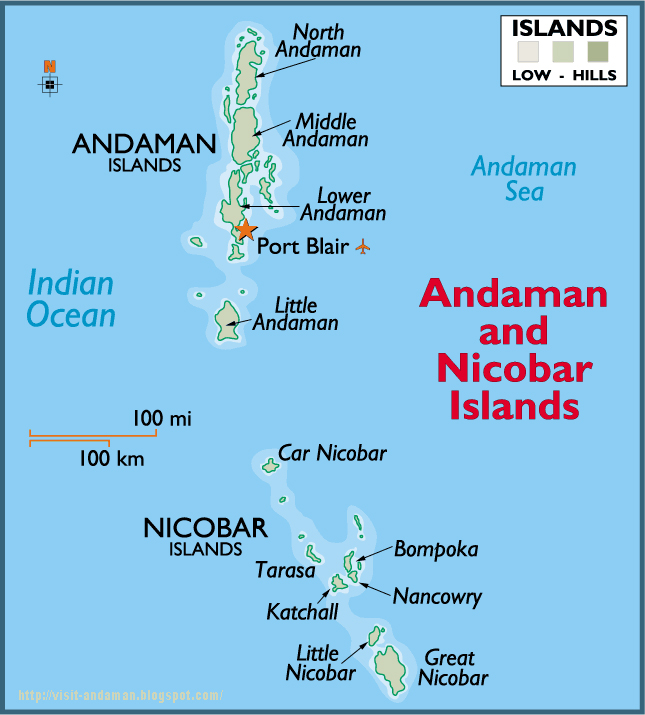 ISLANDS
LOW - HILLS
N
North
Andaman
Middle
Andaman
ANDAMAN
ISLANDS
Andaman
Sea
Lower
Andaman
Port Blair
Indian
Ocean
Little
Andaman
Andaman
and
Nicobar
Islands
100 mi
100 km
Car Nicobar
NICOBAR
ISLANDS
Bompoka
Tarasa
Nancowry
Katchall
Little
Nicobar
Great
Nicobar
http://visit-andaman.blogspot.com/